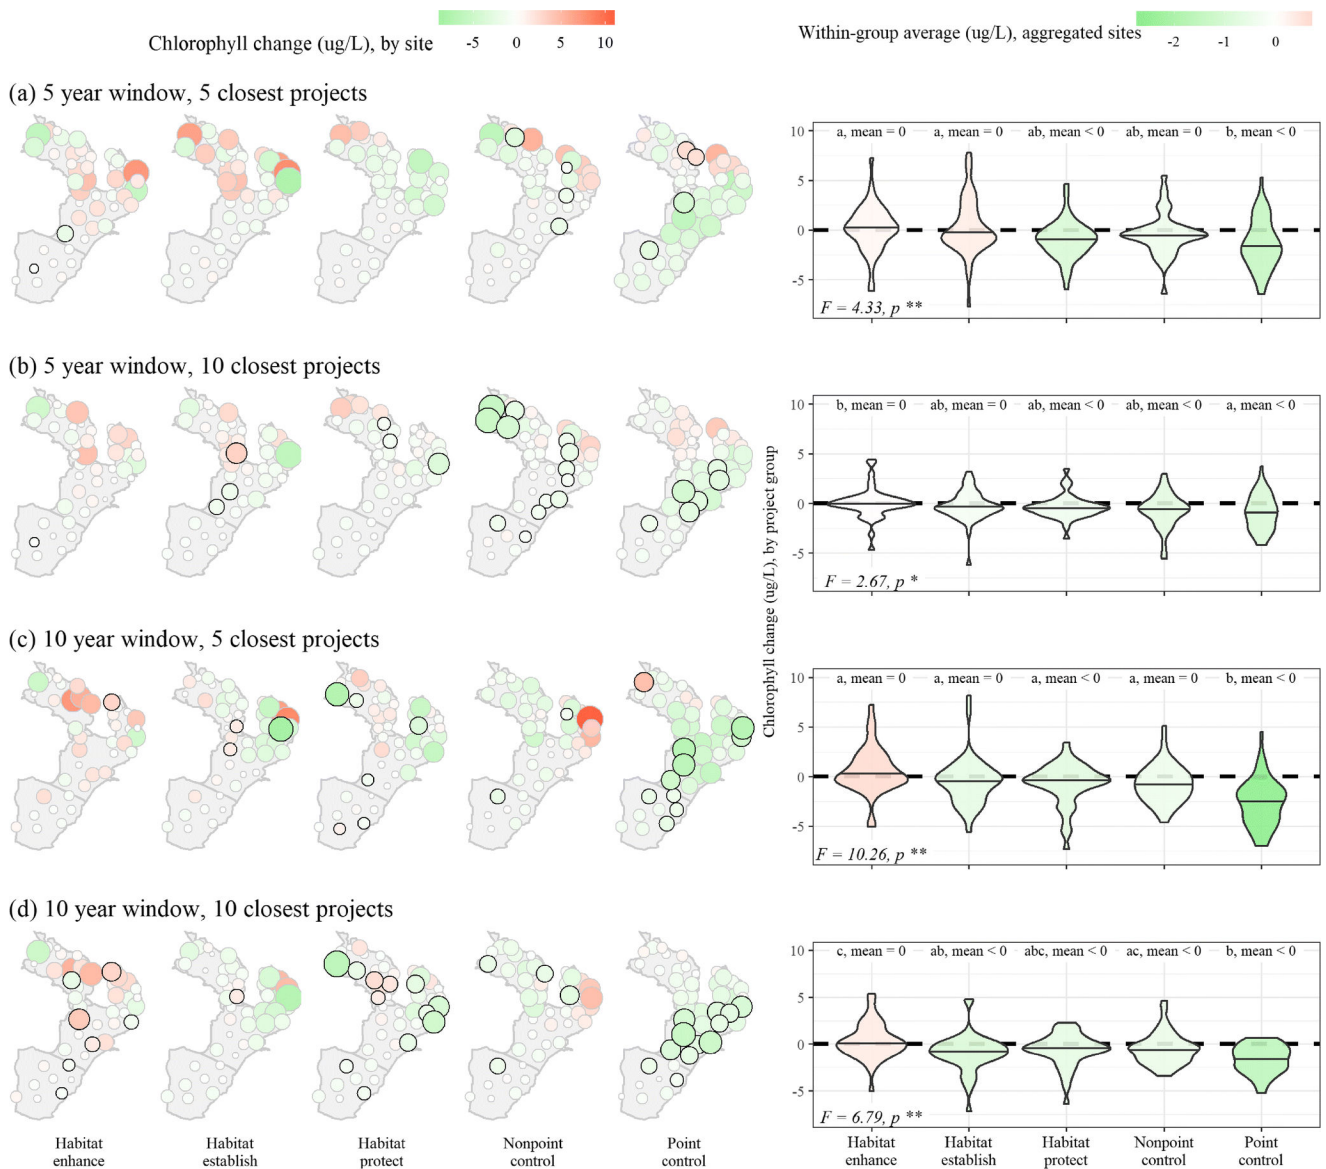 Chlorophyll change (ug/L), by site
-5 0 5 10
Within-group average (ug/L), aggregated sites
-2 -1 0
(a) 5 year window, 5 closest projects
a, mean = 0 a, mean = 0 ab, mean < 0 ab, mean = 0 b, mean < 0
10
5
0
-5
F = 4.33, p **
(b) 5 year window, 10 closest projects
b, mean = 0 ab, mean = 0 ab, mean < 0 ab, mean < 0 a, mean < 0
10
5
0
-5
F = 2.67, p *
Chlorophyll change (ug/L), by project group
(c) 10 year window, 5 closest projects
a, mean = 0 a, mean = 0 a, mean < 0 a, mean = 0 b, mean < 0
10
5
0
-5
F = 10.26, p **
(d) 10 year window, 10 closest projects
c, mean = 0 ab, mean < 0 abc, mean < 0 ac, mean < 0 b, mean < 0
10
5
0
-5
F = 6.79, p **
Habitat Habitat Habitat Nonpoint Point
enhance establish protect control control
Habitat Habitat Habitat Nonpoint Point
enhance establish protect control control